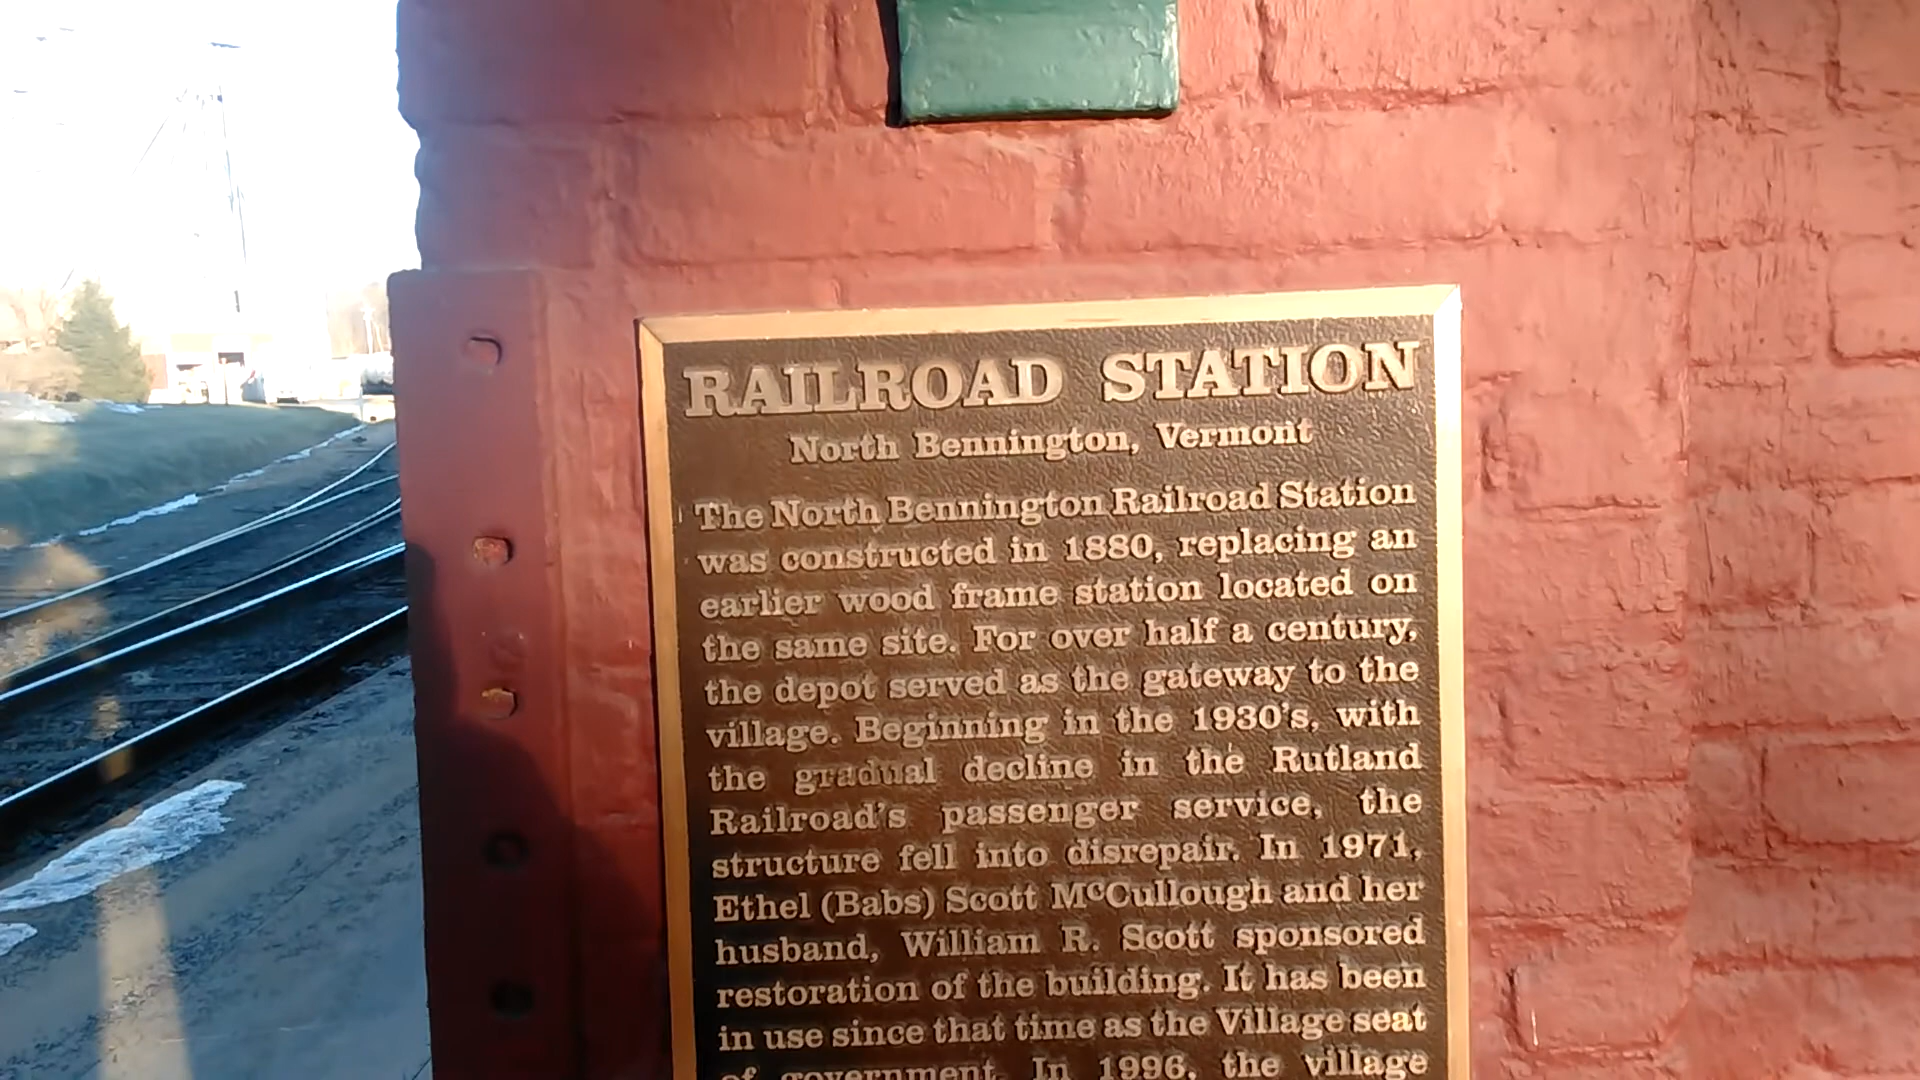 RAILROAD STATION
North Bennington, Vermont
The North Bennington Railroad Station
was constructed in 1880, replacing an
earlier wood frame station located on
the same site. For over half a century,
the depot served as the gateway to the
village. Beginning in the 1930's, with
the gradual decline in the Rutland
Railroad's passenger service, the
structure fell into disrepair. In 1971,
Ethel (Babs) Scott McCullough and her
husband, William R. Scott sponsored
restoration of the building. It has been
in use since that time as the Village seat
of government. In 1996, the village